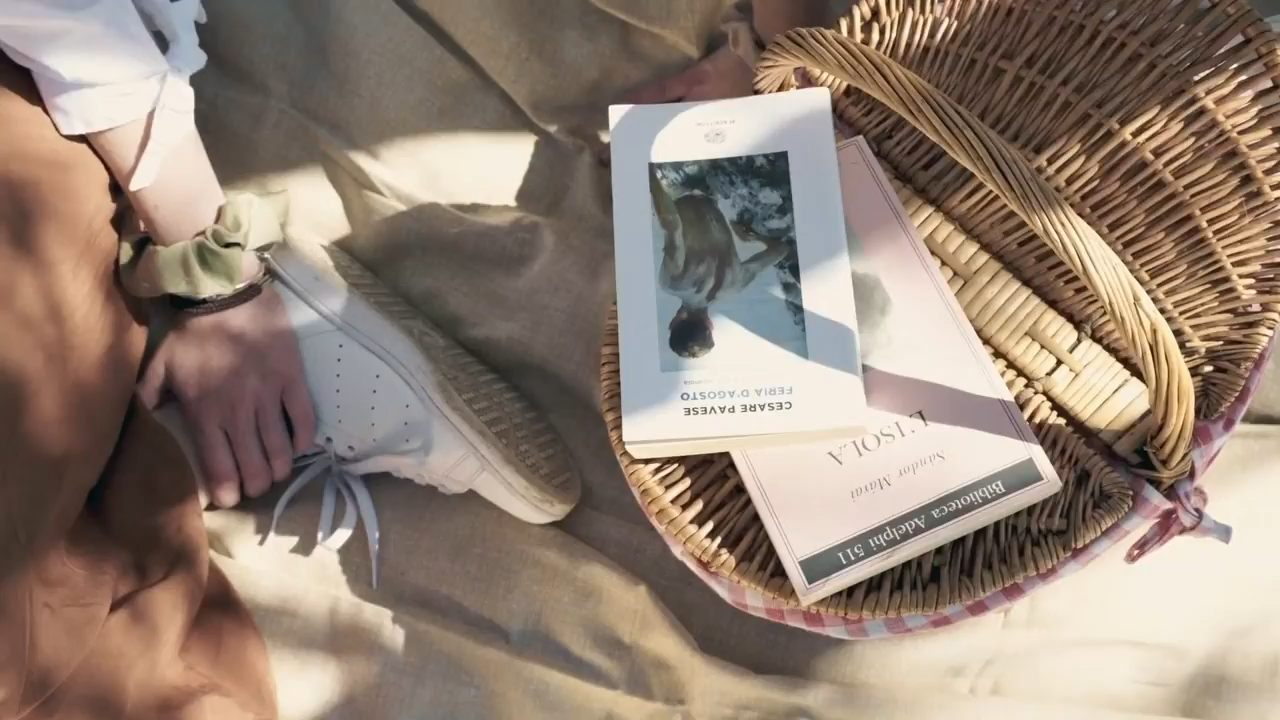 CESARE PAVESE
FERIA D'AGOSTO
Biblioteca Adelphi 511
Sándor Márai
L'ISOLA